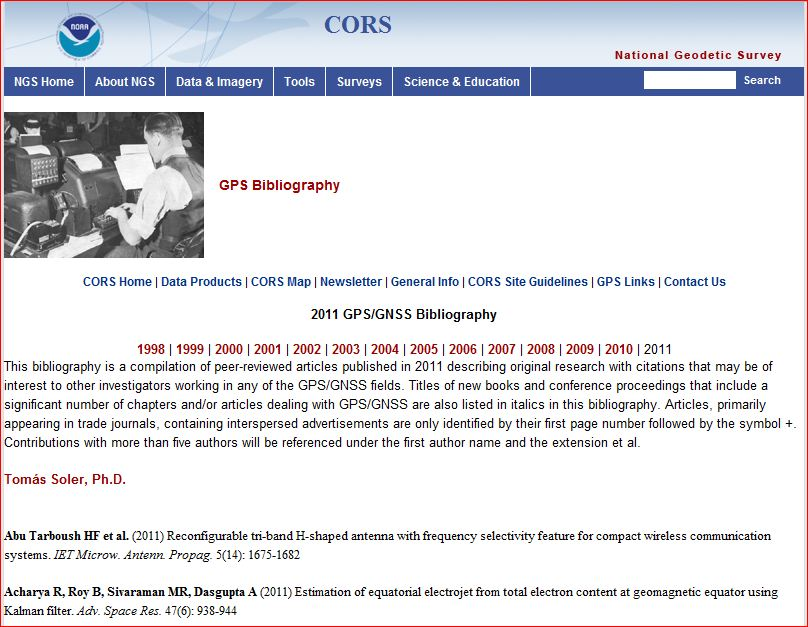 NOAA
CORS
National Geodetic Survey
NGS Home About NGS Data & Imagery Tools Surveys Science & Education Search
GPS Bibliography
CORS Home | Data Products | CORS Map | Newsletter | General Info | CORS Site Guidelines | GPS Links | Contact Us
2011 GPS/GNSS Bibliography
1998 | 1999 | 2000 | 2001 | 2002 | 2003 | 2004 | 2005 | 2006 | 2007 | 2008 | 2009 | 2010 | 2011
This bibliography is a compilation of peer-reviewed articles published in 2011 describing original research with citations that may be of
interest to other investigators working in any of the GPS/GNSS fields. Titles of new books and conference proceedings that include a
significant number of chapters and/or articles dealing with GPS/GNSS are also listed in italics in this bibliography. Articles, primarily
appearing in trade journals, containing interspersed advertisements are only identified by their first page number followed by the symbol +.
Contributions with more than five authors will be referenced under the first author name and the extension et al.
Tomás Soler, Ph.D.
Abu Tarboush HF et al. (2011) Reconfigurable tri-band H-shaped antenna with frequency selectivity feature for compact wireless communication
systems. IET Microw. Antenn. Propag. 5(14): 1675-1682
Acharya R, Roy B, Sivaraman MR, Dasgupta A (2011) Estimation of equatorial electrojet from total electron content at geomagnetic equator using
Kalman filter. Adv. Space Res. 47(6): 938-944